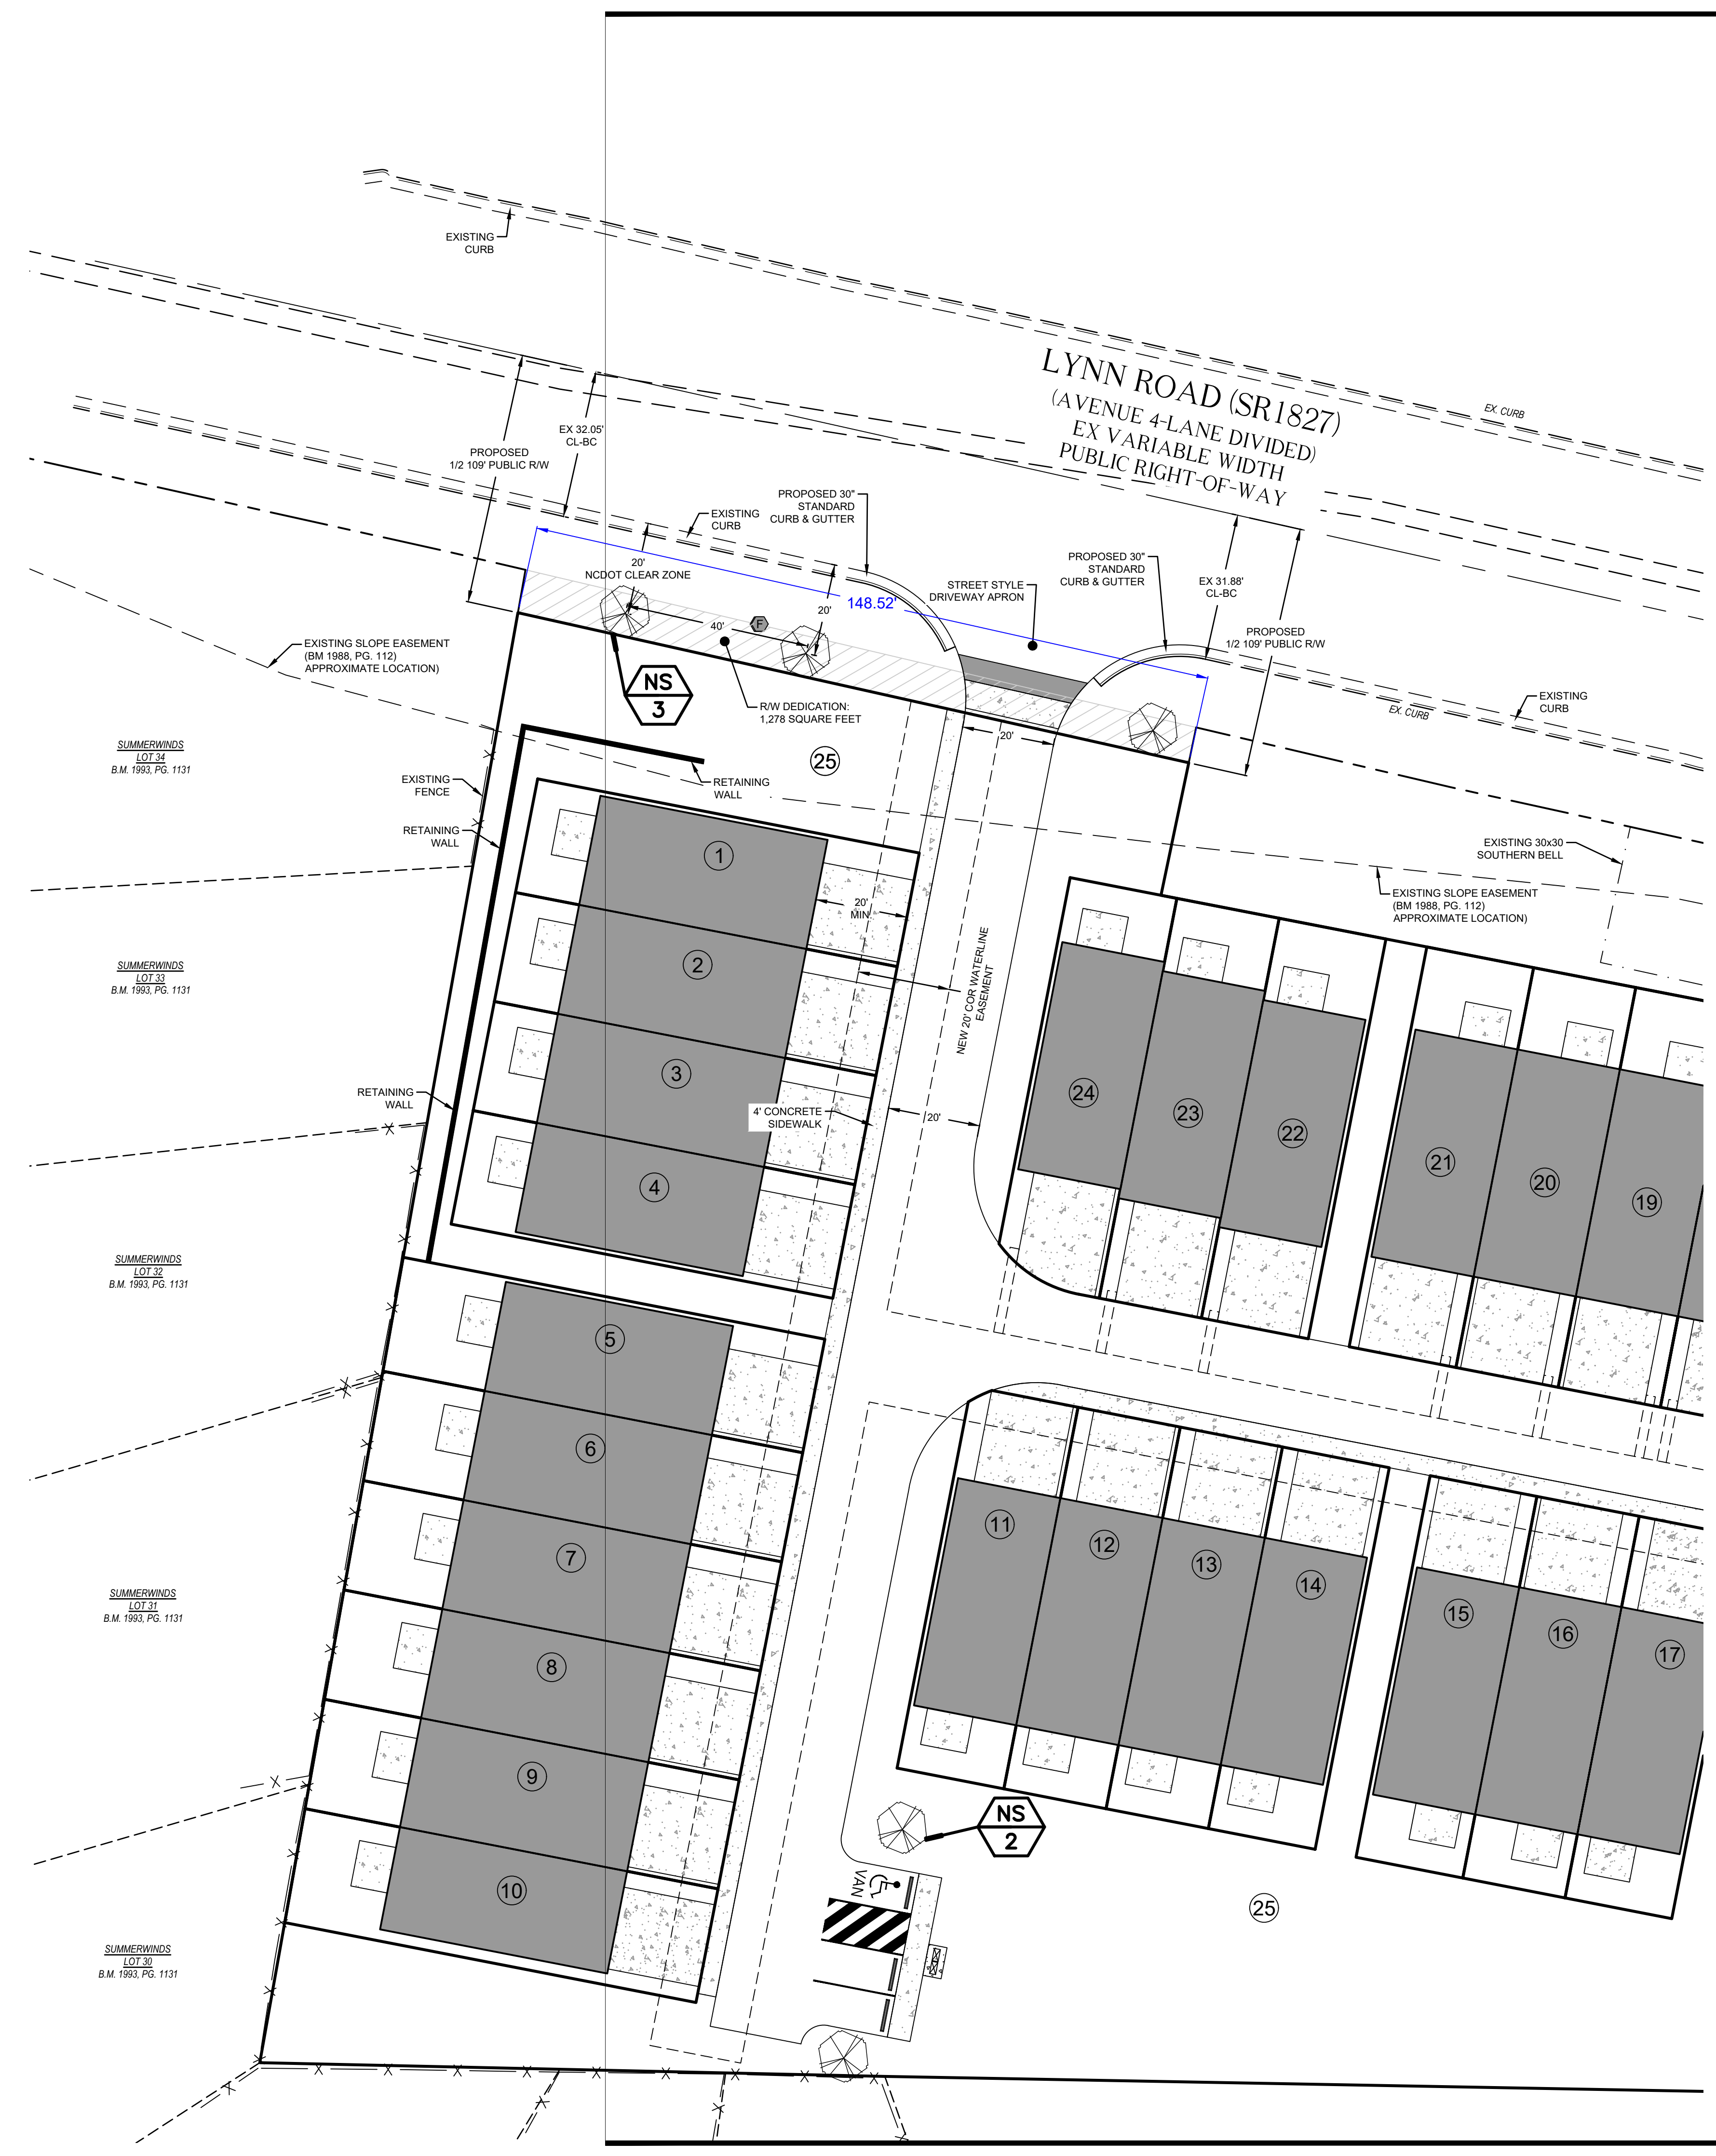 EXISTING
CURB
LYNN ROAD (SR1827)
(AVENUE 4-LANE DIVIDED)
EX VARIABLE WIDTH
PUBLIC RIGHT-OF-WAY
EX. CURB
EX 32.05'
CL-BC
PROPOSED
1/2 109' PUBLIC R/W
PROPOSED 30"
STANDARD
CURB & GUTTER
EXISTING
CURB
PROPOSED 30"
STANDARD
CURB & GUTTER
20'
NCDOT CLEAR ZONE
STREET STYLE
DRIVEWAY APRON
EX 31.88'
CL-BC
148.52'
20'
40'
F
PROPOSED
1/2 109' PUBLIC R/W
EXISTING SLOPE EASEMENT
(BM 1988, PG. 112)
APPROXIMATE LOCATION)
NS
3
R/W DEDICATION:
1,278 SQUARE FEET
EXISTING
CURB
EX. CURB
20'
SUMMERWINDS
LOT 34
B.M. 1993, PG. 1131
25
EXISTING
FENCE
RETAINING
WALL
RETAINING
WALL
EXISTING 30x30
SOUTHERN BELL
1
EXISTING SLOPE EASEMENT
(BM 1988, PG. 112)
APPROXIMATE LOCATION)
20'
MIN.
SUMMERWINDS
LOT 33
B.M. 1993, PG. 1131
2
NEW 20' COR WATERLINE
EASEMENT
3
RETAINING
WALL
4' CONCRETE
SIDEWALK
20'
24
23
22
21
20
19
4
SUMMERWINDS
LOT 32
B.M. 1993, PG. 1131
5
6
7
8
9
10
11
12
13
14
15
16
17
SUMMERWINDS
LOT 31
B.M. 1993, PG. 1131
NS
2
VAN
25
SUMMERWINDS
LOT 30
B.M. 1993, PG. 1131